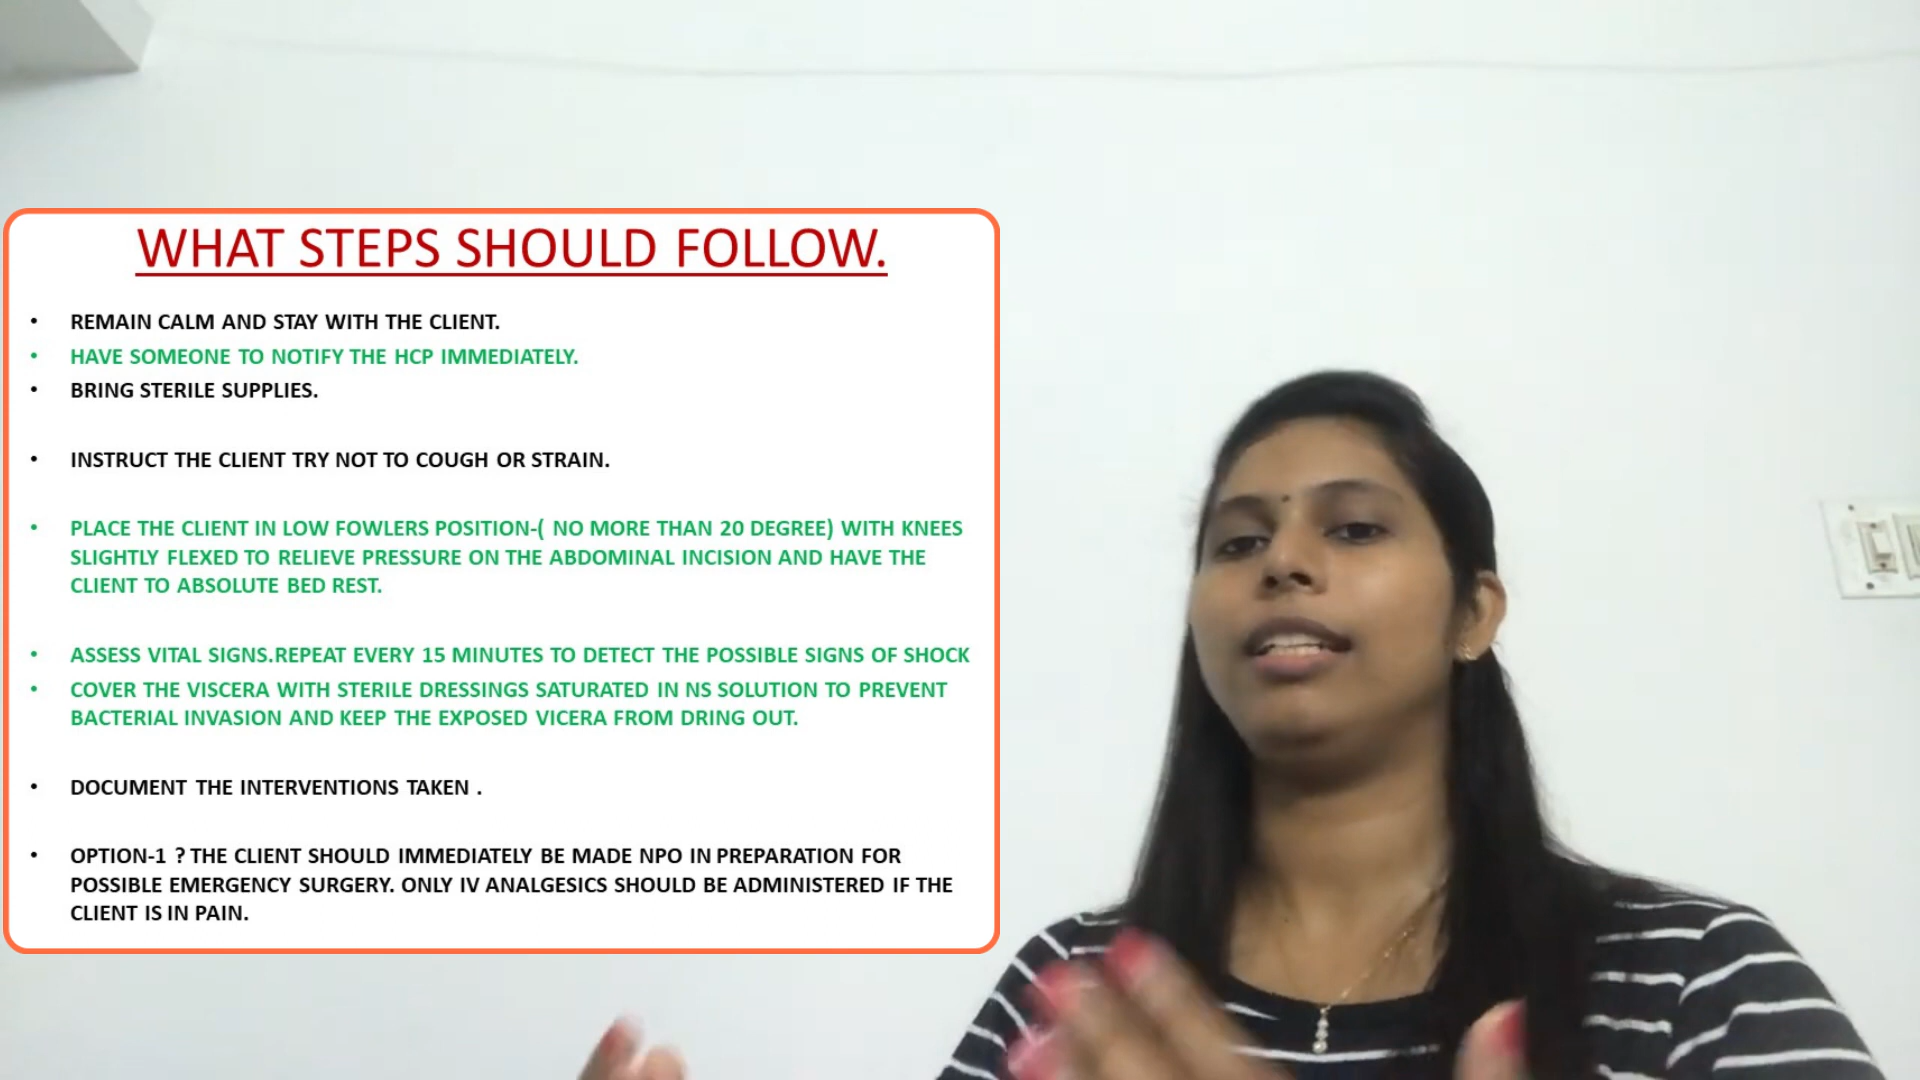 WHAT STEPS SHOULD FOLLOW.
• REMAIN CALM AND STAY WITH THE CLIENT.
• HAVE SOMEONE TO NOTIFY THE HCP IMMEDIATELY.
• BRING STERILE SUPPLIES.
• INSTRUCT THE CLIENT TRY NOT TO COUGH OR STRAIN.
• PLACE THE CLIENT IN LOW FOWLERS POSITION-( NO MORE THAN 20 DEGREE) WITH KNEES
SLIGHTLY FLEXED TO RELIEVE PRESSURE ON THE ABDOMINAL INCISION AND HAVE THE
CLIENT TO ABSOLUTE BED REST.
• ASSESS VITAL SIGNS.REPEAT EVERY 15 MINUTES TO DETECT THE POSSIBLE SIGNS OF SHOCK
• COVER THE VISCERA WITH STERILE DRESSINGS SATURATED IN NS SOLUTION TO PREVENT
BACTERIAL INVASION AND KEEP THE EXPOSED VICERA FROM DRING OUT.
• DOCUMENT THE INTERVENTIONS TAKEN .
• OPTION-1 ? THE CLIENT SHOULD IMMEDIATELY BE MADE NPO IN PREPARATION FOR
POSSIBLE EMERGENCY SURGERY. ONLY IV ANALGESICS SHOULD BE ADMINISTERED IF THE
CLIENT IS IN PAIN.